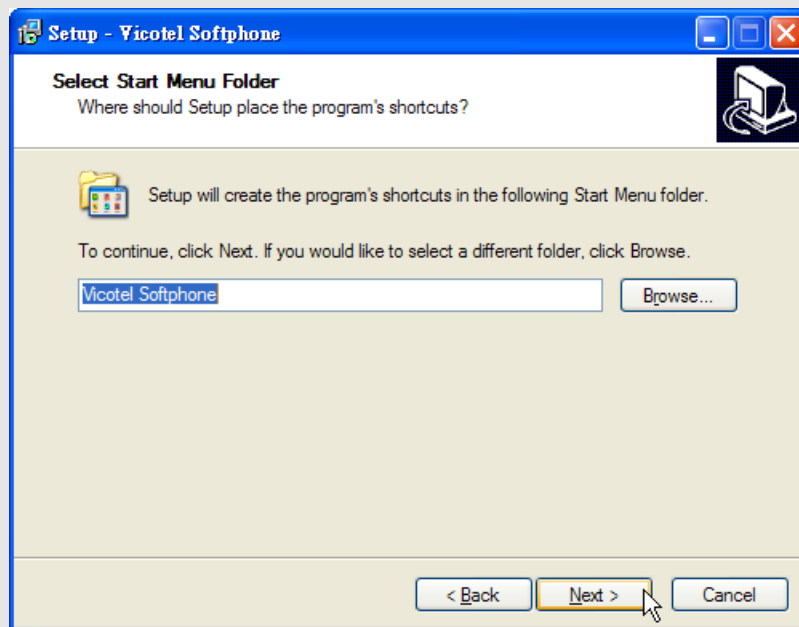 Setup - Vicotel Softphone
Select Start Menu Folder
Where should Setup place the program's shortcuts?
Setup will create the program's shortcuts in the following Start Menu folder.
To continue, click Next. If you would like to select a different folder, click Browse.
Vicotel Softphone
Browse...
< Back
Next >
Cancel